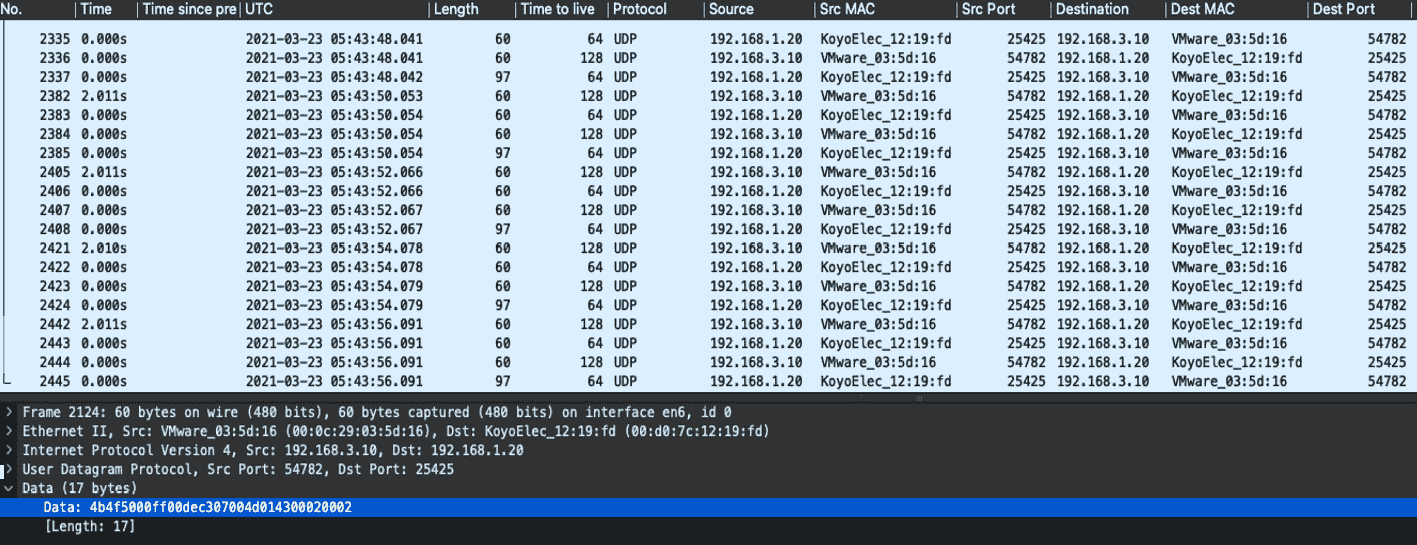 No. Time Time since pre UTC Length Time to live Protocol Source Src MAC Src Port Destination Dest MAC Dest Port
2335 0.000s 2021-03-23 05:43:48.041 60 64 UDP 192.168.1.20 KoyoElec_12:19:fd 25425 192.168.3.10 VMware_03:5d:16 54782
2336 0.000s 2021-03-23 05:43:48.041 60 128 UDP 192.168.3.10 VMware_03:5d:16 54782 192.168.1.20 KoyoElec_12:19:fd 25425
2337 0.000s 2021-03-23 05:43:48.042 97 64 UDP 192.168.1.20 KoyoElec_12:19:fd 25425 192.168.3.10 VMware_03:5d:16 54782
2382 2.011s 2021-03-23 05:43:50.053 60 128 UDP 192.168.3.10 VMware_03:5d:16 54782 192.168.1.20 KoyoElec_12:19:fd 25425
2383 0.000s 2021-03-23 05:43:50.054 60 64 UDP 192.168.1.20 KoyoElec_12:19:fd 25425 192.168.3.10 VMware_03:5d:16 54782
2384 0.000s 2021-03-23 05:43:50.054 60 128 UDP 192.168.3.10 VMware_03:5d:16 54782 192.168.1.20 KoyoElec_12:19:fd 25425
2385 0.000s 2021-03-23 05:43:50.054 97 64 UDP 192.168.1.20 KoyoElec_12:19:fd 25425 192.168.3.10 VMware_03:5d:16 54782
2405 2.011s 2021-03-23 05:43:52.066 60 128 UDP 192.168.3.10 VMware_03:5d:16 54782 192.168.1.20 KoyoElec_12:19:fd 25425
2406 0.000s 2021-03-23 05:43:52.066 60 64 UDP 192.168.1.20 KoyoElec_12:19:fd 25425 192.168.3.10 VMware_03:5d:16 54782
2407 0.000s 2021-03-23 05:43:52.067 60 128 UDP 192.168.3.10 VMware_03:5d:16 54782 192.168.1.20 KoyoElec_12:19:fd 25425
2408 0.000s 2021-03-23 05:43:52.067 97 64 UDP 192.168.1.20 KoyoElec_12:19:fd 25425 192.168.3.10 VMware_03:5d:16 54782
2421 2.010s 2021-03-23 05:43:54.078 60 128 UDP 192.168.3.10 VMware_03:5d:16 54782 192.168.1.20 KoyoElec_12:19:fd 25425
2422 0.000s 2021-03-23 05:43:54.078 60 64 UDP 192.168.1.20 KoyoElec_12:19:fd 25425 192.168.3.10 VMware_03:5d:16 54782
2423 0.000s 2021-03-23 05:43:54.079 60 128 UDP 192.168.3.10 VMware_03:5d:16 54782 192.168.1.20 KoyoElec_12:19:fd 25425
2424 0.000s 2021-03-23 05:43:54.079 97 64 UDP 192.168.1.20 KoyoElec_12:19:fd 25425 192.168.3.10 VMware_03:5d:16 54782
2442 2.011s 2021-03-23 05:43:56.091 60 128 UDP 192.168.3.10 VMware_03:5d:16 54782 192.168.1.20 KoyoElec_12:19:fd 25425
2443 0.000s 2021-03-23 05:43:56.091 60 64 UDP 192.168.1.20 KoyoElec_12:19:fd 25425 192.168.3.10 VMware_03:5d:16 54782
2444 0.000s 2021-03-23 05:43:56.091 60 128 UDP 192.168.3.10 VMware_03:5d:16 54782 192.168.1.20 KoyoElec_12:19:fd 25425
2445 0.000s 2021-03-23 05:43:56.091 97 64 UDP 192.168.1.20 KoyoElec_12:19:fd 25425 192.168.3.10 VMware_03:5d:16 54782
Frame 2124: 60 bytes on wire (480 bits), 60 bytes captured (480 bits) on interface en6, id 0
Ethernet II, Src: VMware_03:5d:16 (00:0c:29:03:5d:16), Dst: KoyoElec_12:19:fd (00:d0:7c:12:19:fd)
Internet Protocol Version 4, Src: 192.168.3.10, Dst: 192.168.1.20
User Datagram Protocol, Src Port: 54782, Dst Port: 25425
Data (17 bytes)
Data: 4b4f5000ff00dec307004d014300020002
[Length: 17]